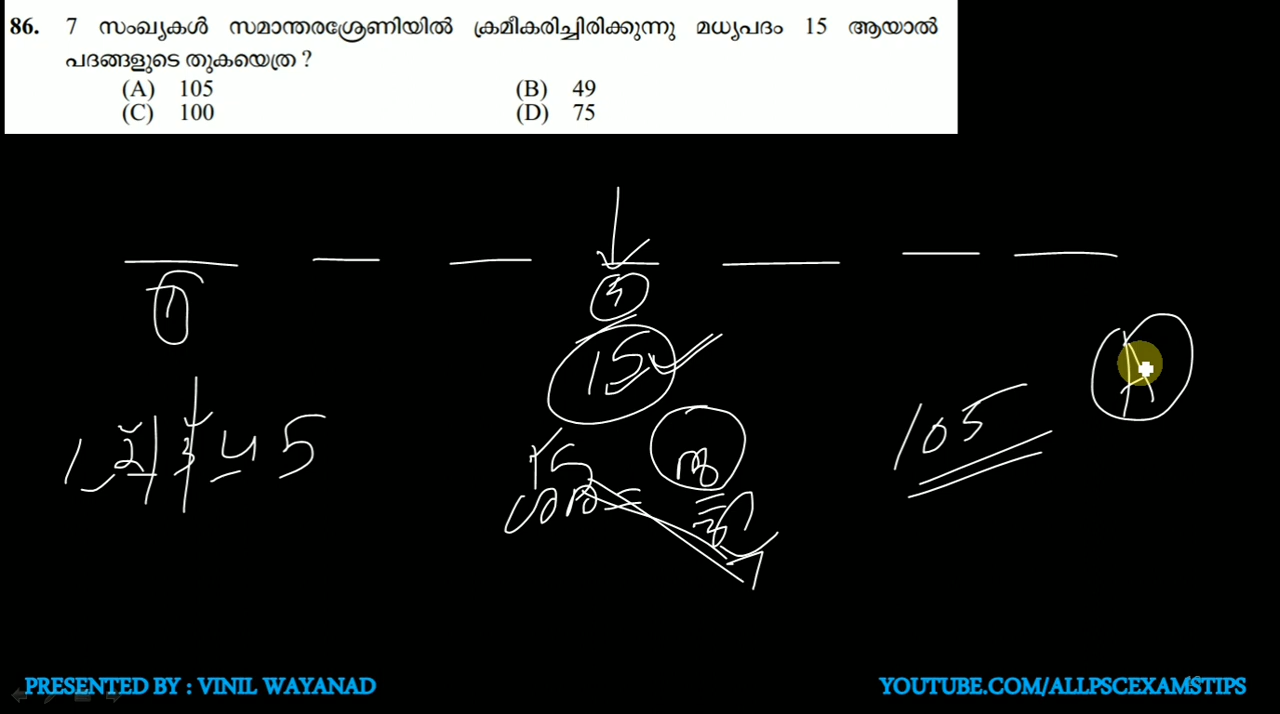 86. 7 സംഖ്യകൾ സമാന്തരശ്രേണിയിൽ ക്രമീകരിച്ചിരിക്കുന്നു മധ്യപദം 15 ആയാൽ
പദങ്ങളുടെ തുകയെത്ര ?
(A) 105 (B) 49
(C) 100 (D) 75
15
105
A
1 2 3 4 5
PRESENTED BY : VINIL WAYANAD
YOUTUBE.COM/ALLPSCEXAMSTIPS